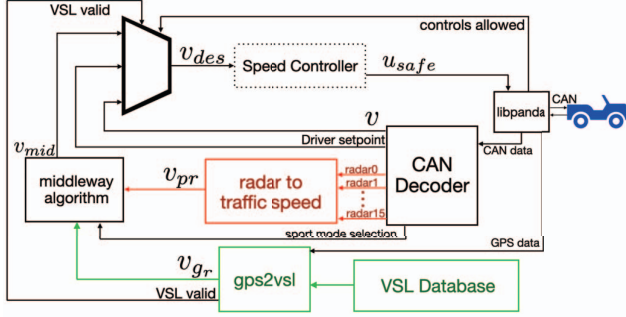 VSL valid
controls allowed
v_des
Speed Controller
u_safe
libpanda
CAN
v
Driver setpoint
CAN data
v_mid
middleway
algorithm
v_pr
radar to
traffic speed
radar0
radar1
radar15
CAN
Decoder
sport mode selection
GPS data
v_gr
VSL valid
gps2vsl
VSL Database